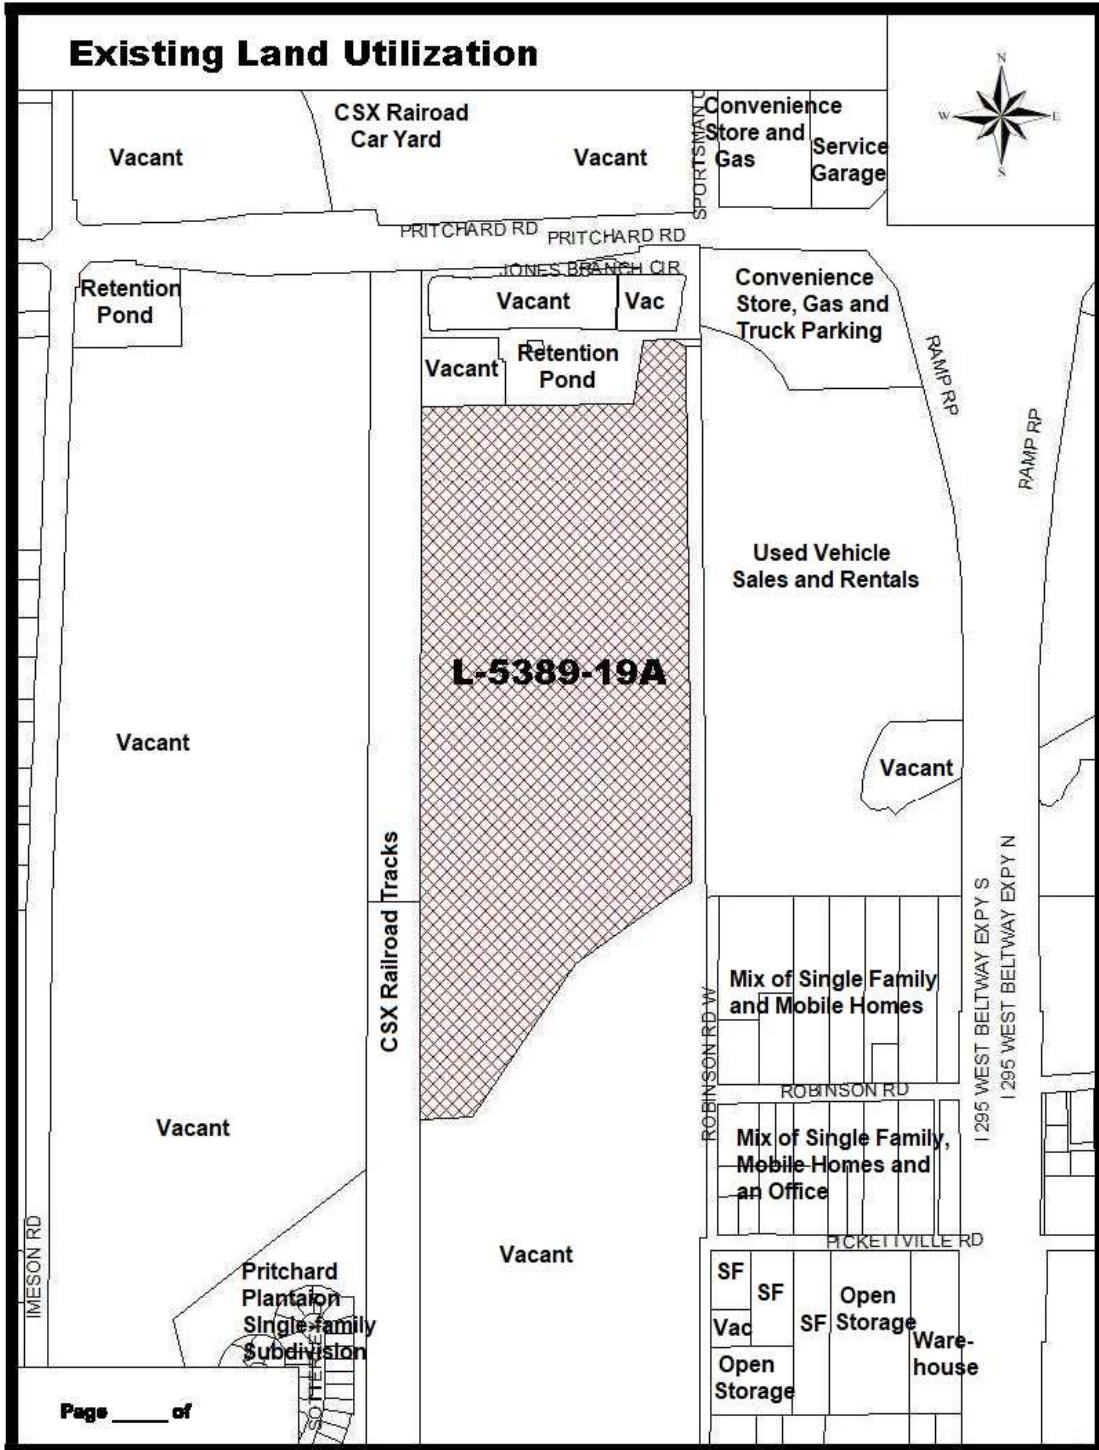 Existing Land Utilization
N
W
E
S
CSX Rairoad
Car Yard
Vacant
Vacant
Convenience
Store and
Gas
Service
Garage
PRITCHARD RD
PRITCHARD RD
JONES BRANCH CIR
Retention
Pond
Vacant
Vac
Convenience
Store, Gas and
Truck Parking
Vacant
Retention
Pond
RAMP RP
RAMP RP
Used Vehicle
Sales and Rentals
L-5389-19A
Vacant
Vacant
CSX Railroad Tracks
I 295 WEST BELTWAY EXPY S
I 295 WEST BELTWAY EXPY N
Mix of Single Family
and Mobile Homes
ROBINSON RD W
ROBINSON RD
Vacant
Mix of Single Family,
Mobile Homes and
an Office
PICKETTVILLE RD
IMESON RD
Vacant
Pritchard
Plantaion
SIngle-family
Subdivision
SF
SF
SF
Open
Storage
Vac
Ware-
house
Open
Storage
Page _____ of